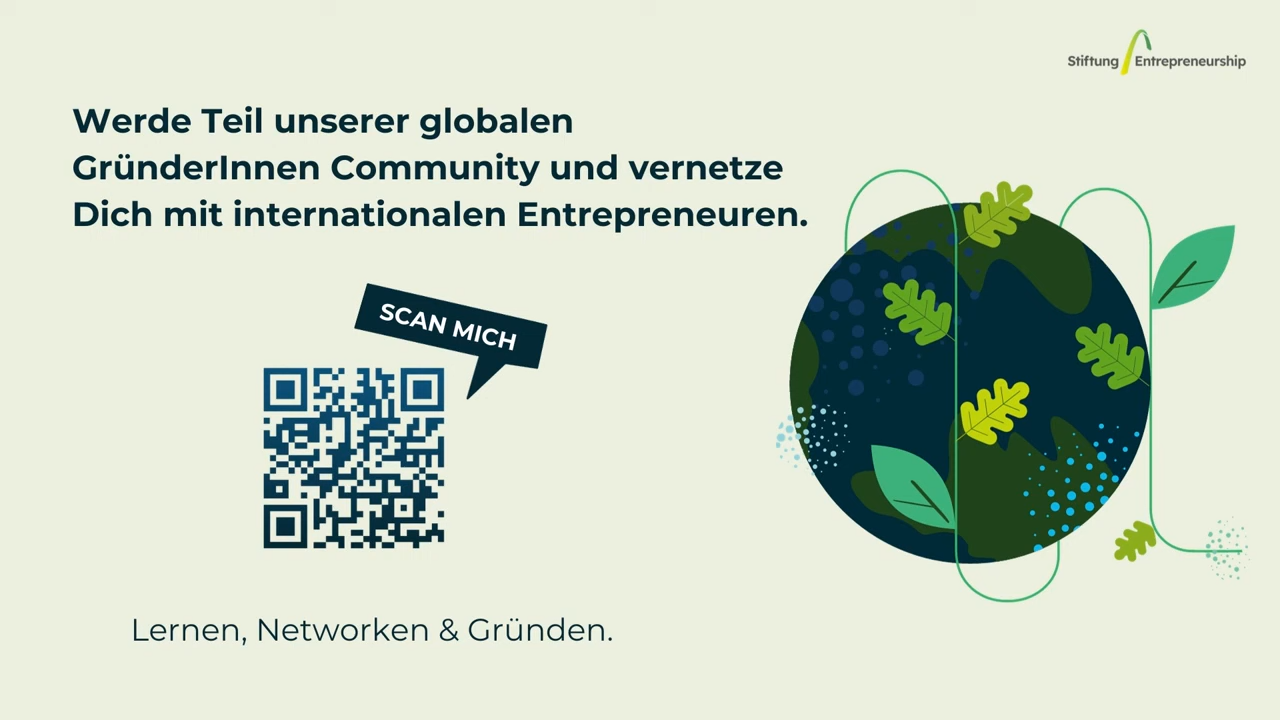 Stiftung Entrepreneurship
Werde Teil unserer globalen
GründerInnen Community und vernetze
Dich mit internationalen Entrepreneuren.
SCAN MICH
Lernen, Networken & Gründen.